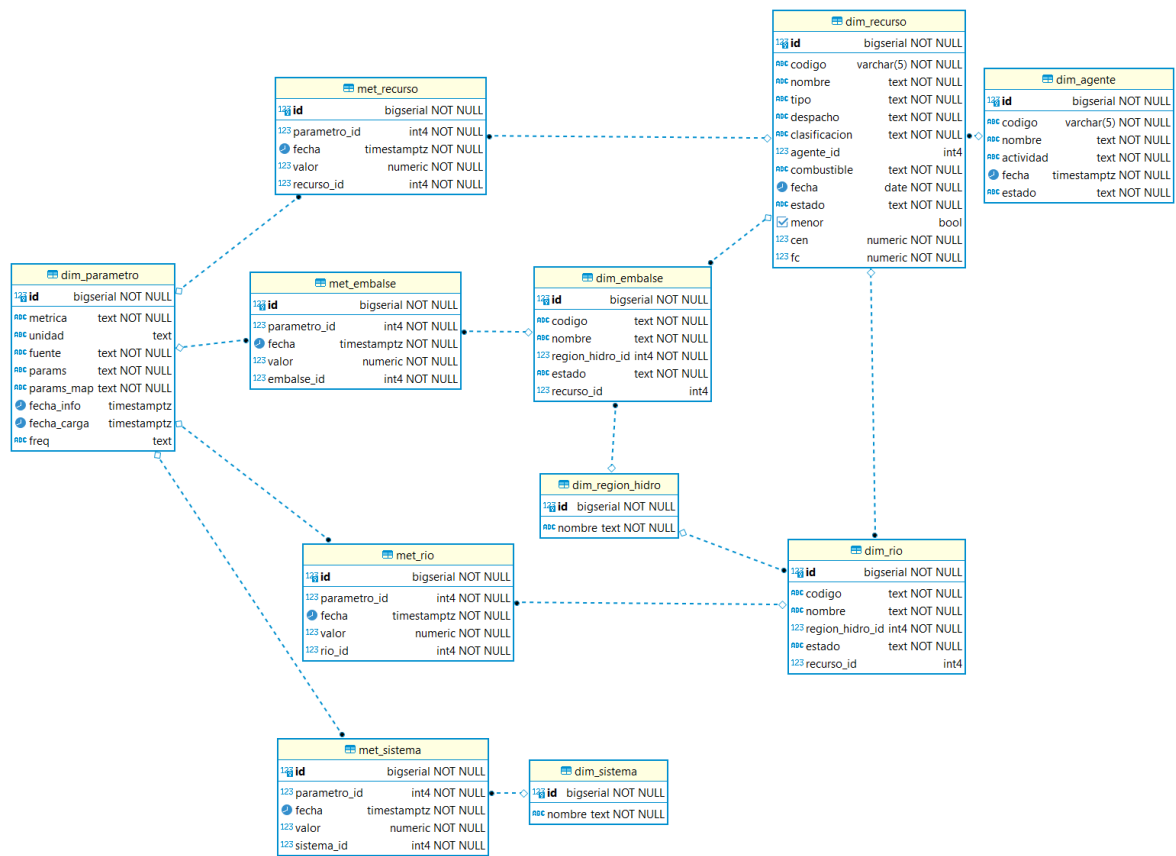 dim_recurso
id bigserial NOT NULL
codigo varchar(5) NOT NULL
nombre text NOT NULL
tipo text NOT NULL
despacho text NOT NULL
clasificacion text NOT NULL
agente_id int4
combustible text NOT NULL
fecha date NOT NULL
estado text NOT NULL
menor bool
cen numeric NOT NULL
fc numeric NOT NULL
dim_agente
id bigserial NOT NULL
codigo varchar(5) NOT NULL
nombre text NOT NULL
actividad text NOT NULL
fecha timestamptz NOT NULL
estado text NOT NULL
met_recurso
id bigserial NOT NULL
parametro_id int4 NOT NULL
fecha timestamptz NOT NULL
valor numeric NOT NULL
recurso_id int4 NOT NULL
dim_parametro
id bigserial NOT NULL
metrica text NOT NULL
unidad text
fuente text NOT NULL
params text NOT NULL
params_map text NOT NULL
fecha_info timestamptz
fecha_carga timestamptz
freq text
met_embalse
id bigserial NOT NULL
parametro_id int4 NOT NULL
fecha timestamptz NOT NULL
valor numeric NOT NULL
embalse_id int4 NOT NULL
dim_embalse
id bigserial NOT NULL
codigo text NOT NULL
nombre text NOT NULL
region_hidro_id int4 NOT NULL
estado text NOT NULL
recurso_id int4
dim_region_hidro
id bigserial NOT NULL
nombre text NOT NULL
met_rio
id bigserial NOT NULL
parametro_id int4 NOT NULL
fecha timestamptz NOT NULL
valor numeric NOT NULL
rio_id int4 NOT NULL
dim_rio
id bigserial NOT NULL
codigo text NOT NULL
nombre text NOT NULL
region_hidro_id int4 NOT NULL
estado text NOT NULL
recurso_id int4
met_sistema
id bigserial NOT NULL
parametro_id int4 NOT NULL
fecha timestamptz NOT NULL
valor numeric NOT NULL
sistema_id int4 NOT NULL
dim_sistema
id bigserial NOT NULL
nombre text NOT NULL